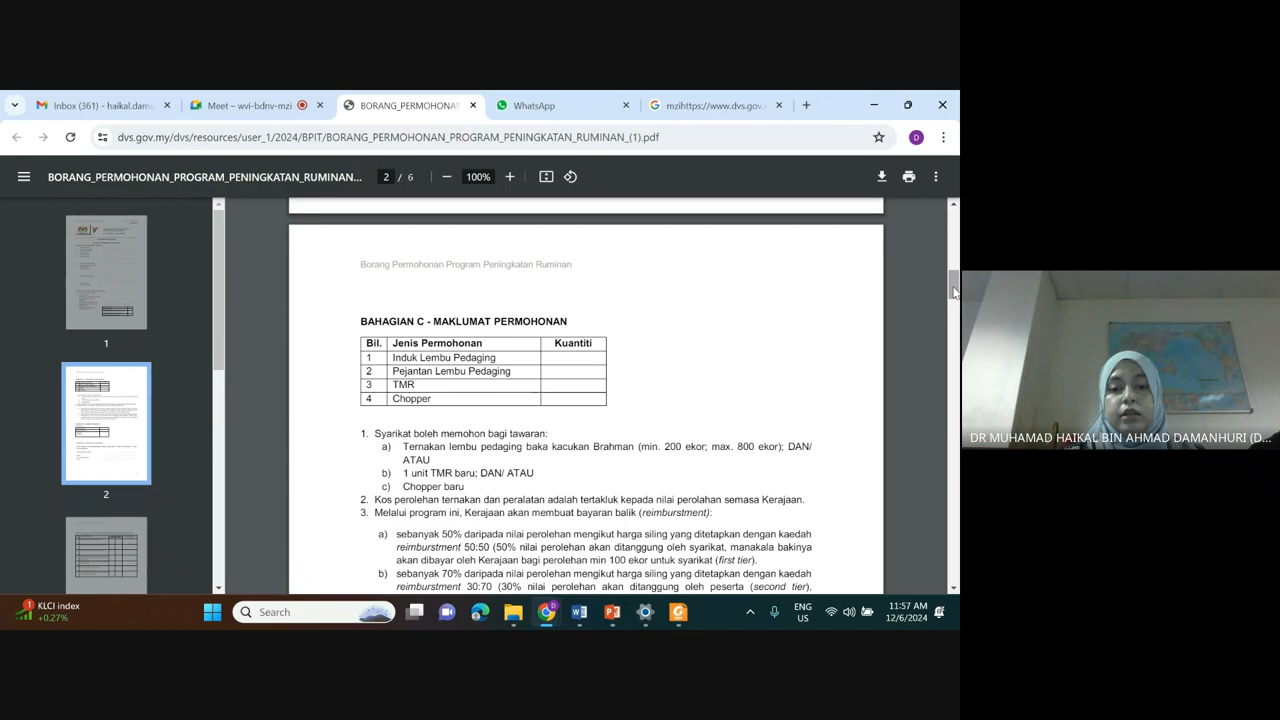 Inbox (361) - haikal.dama
Meet – wvi-bdnv-mzi
BORANG_PERMOHONAN
WhatsApp
mzihttps://www.dvs.gov.
dvs.gov.my/dvs/resources/user_1/2024/BPIT/BORANG_PERMOHONAN_PROGRAM_PENINGKATAN_RUMINAN_(1).pdf
D
BORANG_PERMOHONAN_PROGRAM_PENINGKATAN_RUMINAN...
2 / 6
100%
1
2
Borang Permohonan Program Peningkatan Ruminan
BAHAGIAN C - MAKLUMAT PERMOHONAN
Bil. Jenis Permohonan Kuantiti
1 Induk Lembu Pedaging
2 Pejantan Lembu Pedaging
3 TMR
4 Chopper
1. Syarikat boleh memohon bagi tawaran:
a) Ternakan lembu pedaging baka kacukan Brahman (min. 200 ekor; max. 800 ekor); DAN/
ATAU
b) 1 unit TMR baru; DAN/ ATAU
c) Chopper baru
2. Kos perolehan ternakan dan peralatan adalah tertakluk kepada nilai perolahan semasa Kerajaan.
3. Melalui program ini, Kerajaan akan membuat bayaran balik (reimburstment):
a) sebanyak 50% daripada nilai perolehan mengikut harga siling yang ditetapkan dengan kaedah
reimburstment 50:50 (50% nilai perolehan akan ditanggung oleh syarikat, manakala bakinya
akan dibayar oleh Kerajaan bagi perolehan min 100 ekor untuk syarikat (first tier).
b) sebanyak 70% daripada nilai perolehan mengikut harga siling yang ditetapkan dengan kaedah
reimburstment 30:70 (30% nilai perolehan akan ditanggung oleh peserta (second tier),
DR MUHAMAD HAIKAL BIN AHMAD DAMANHURI (D...
1
KLCI index
+0.27%
Search
ENG
US
11:57 AM
12/6/2024